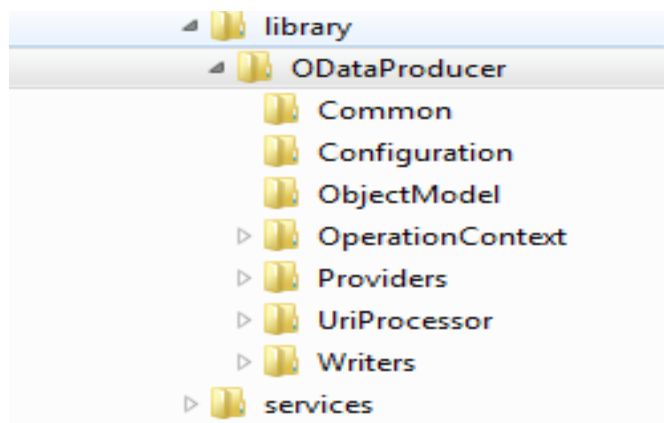 library
ODataProducer
Common
Configuration
ObjectModel
OperationContext
Providers
UriProcessor
Writers
services